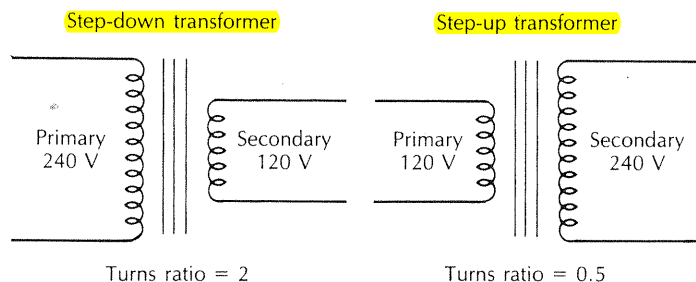 Step-down transformer
Primary
240 V
Secondary
120 V
Turns ratio = 2
Step-up transformer
Primary
120 V
Secondary
240 V
Turns ratio = 0.5